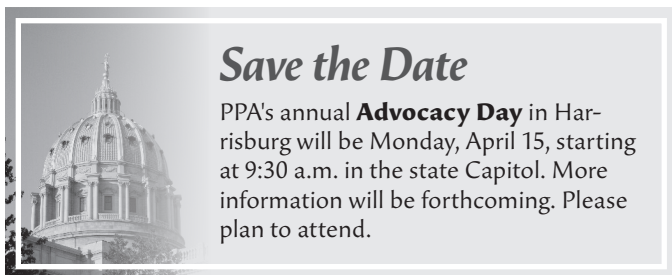 Save the Date
PPA's annual Advocacy Day in Har-
risburg will be Monday, April 15, starting
at 9:30 a.m. in the state Capitol. More
information will be forthcoming. Please
plan to attend.